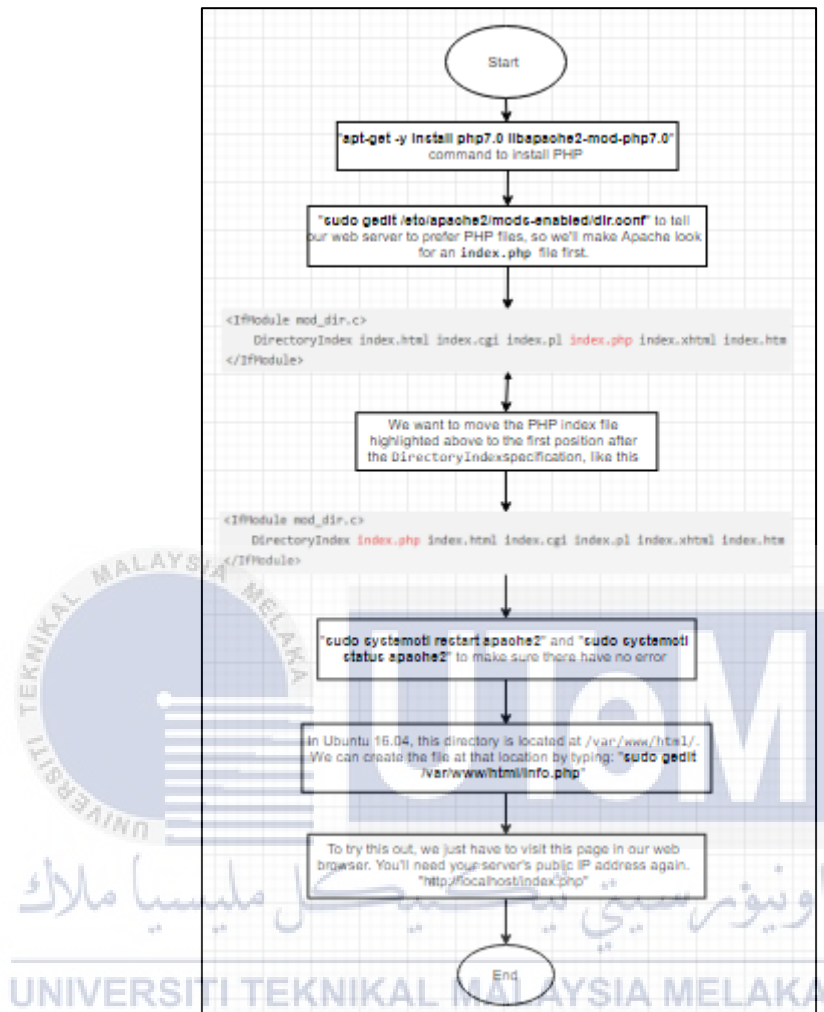 Start
"apt-get -y install php7.0 libapache2-mod-php7.0"
command to install PHP
"sudo gedit /etc/apache2/mods-enabled/dir.conf" to tell
our web server to prefer PHP files, so we'll make Apache look
for an index.php file first.
<IfModule mod_dir.c>
DirectoryIndex index.html index.cgi index.pl index.php index.xhtml index.htm
</IfModule>
We want to move the PHP index file
highlighted above to the first position after
the DirectoryIndexspecification, like this
<IfModule mod_dir.c>
DirectoryIndex index.php index.html index.cgi index.pl index.xhtml index.htm
</IfModule>
"sudo systemctl restart apache2" and "sudo systemctl
status apache2" to make sure there have no error
In Ubuntu 16.04, this directory is located at /var/www/html/.
We can create the file at that location by typing: "sudo gedit
/var/www/html/info.php"
To try this out, we just have to visit this page in our web
browser. You'll need your server's public IP address again.
"http://localhost/index.php"
End
UNIVERSITI TEKNIKAL MALAYSIA MELAKA
UTeM
اونيۏرسيتي تيكنيكل مليسيا ملاك
UNIVERSITI TEKNIKAL MALAYSIA MELAKA